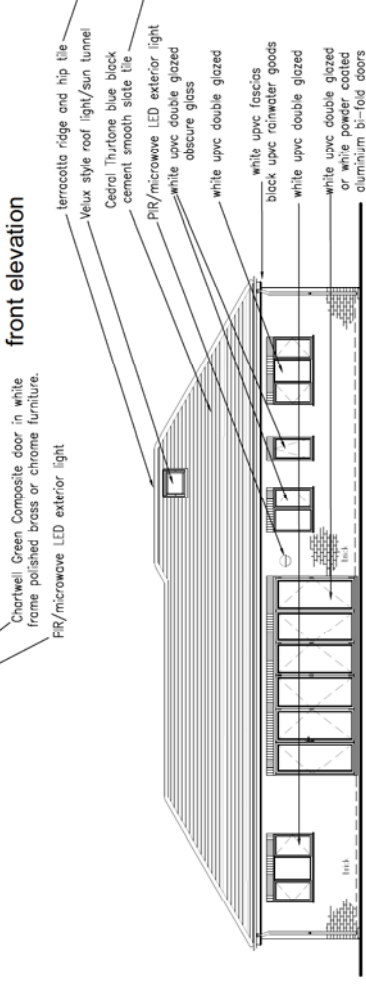 Chartwell Green Composite door in white
frame polished brass or chrome furniture.
PIR/microwave LED exterior light
front elevation
terracotta ridge and hip tile
Velux style roof light/sun tunnel
Cedral Thurtone blue black
cement smooth slate tile
PIR/microwave LED exterior light
white upvc double glazed
obscure glass
white upvc double glazed
white upvc fascias
black upvc rainwater goods
white upvc double glazed
white upvc double glazed
or white powder coated
aluminium bi-fold doors
brick
brick